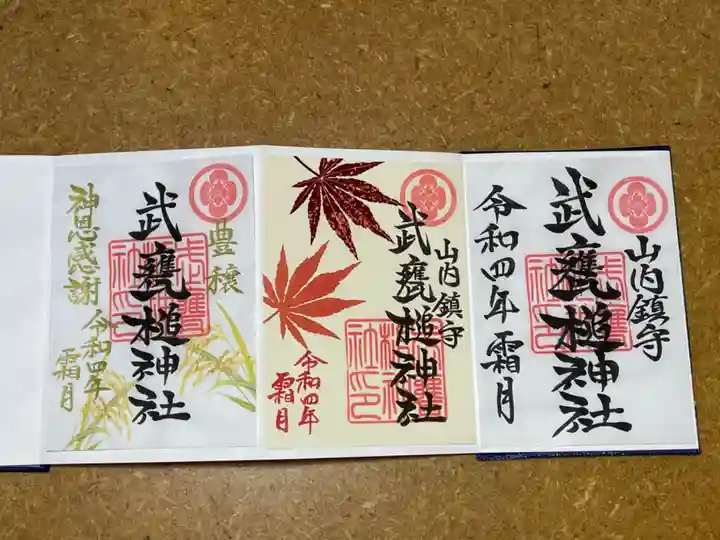 豊穣
武甕槌神社
神恩感謝
令和四年
霜月
山内鎮守
武甕槌神社
令和四年
霜月
山内鎮守
武甕槌神社
令和四年 霜月